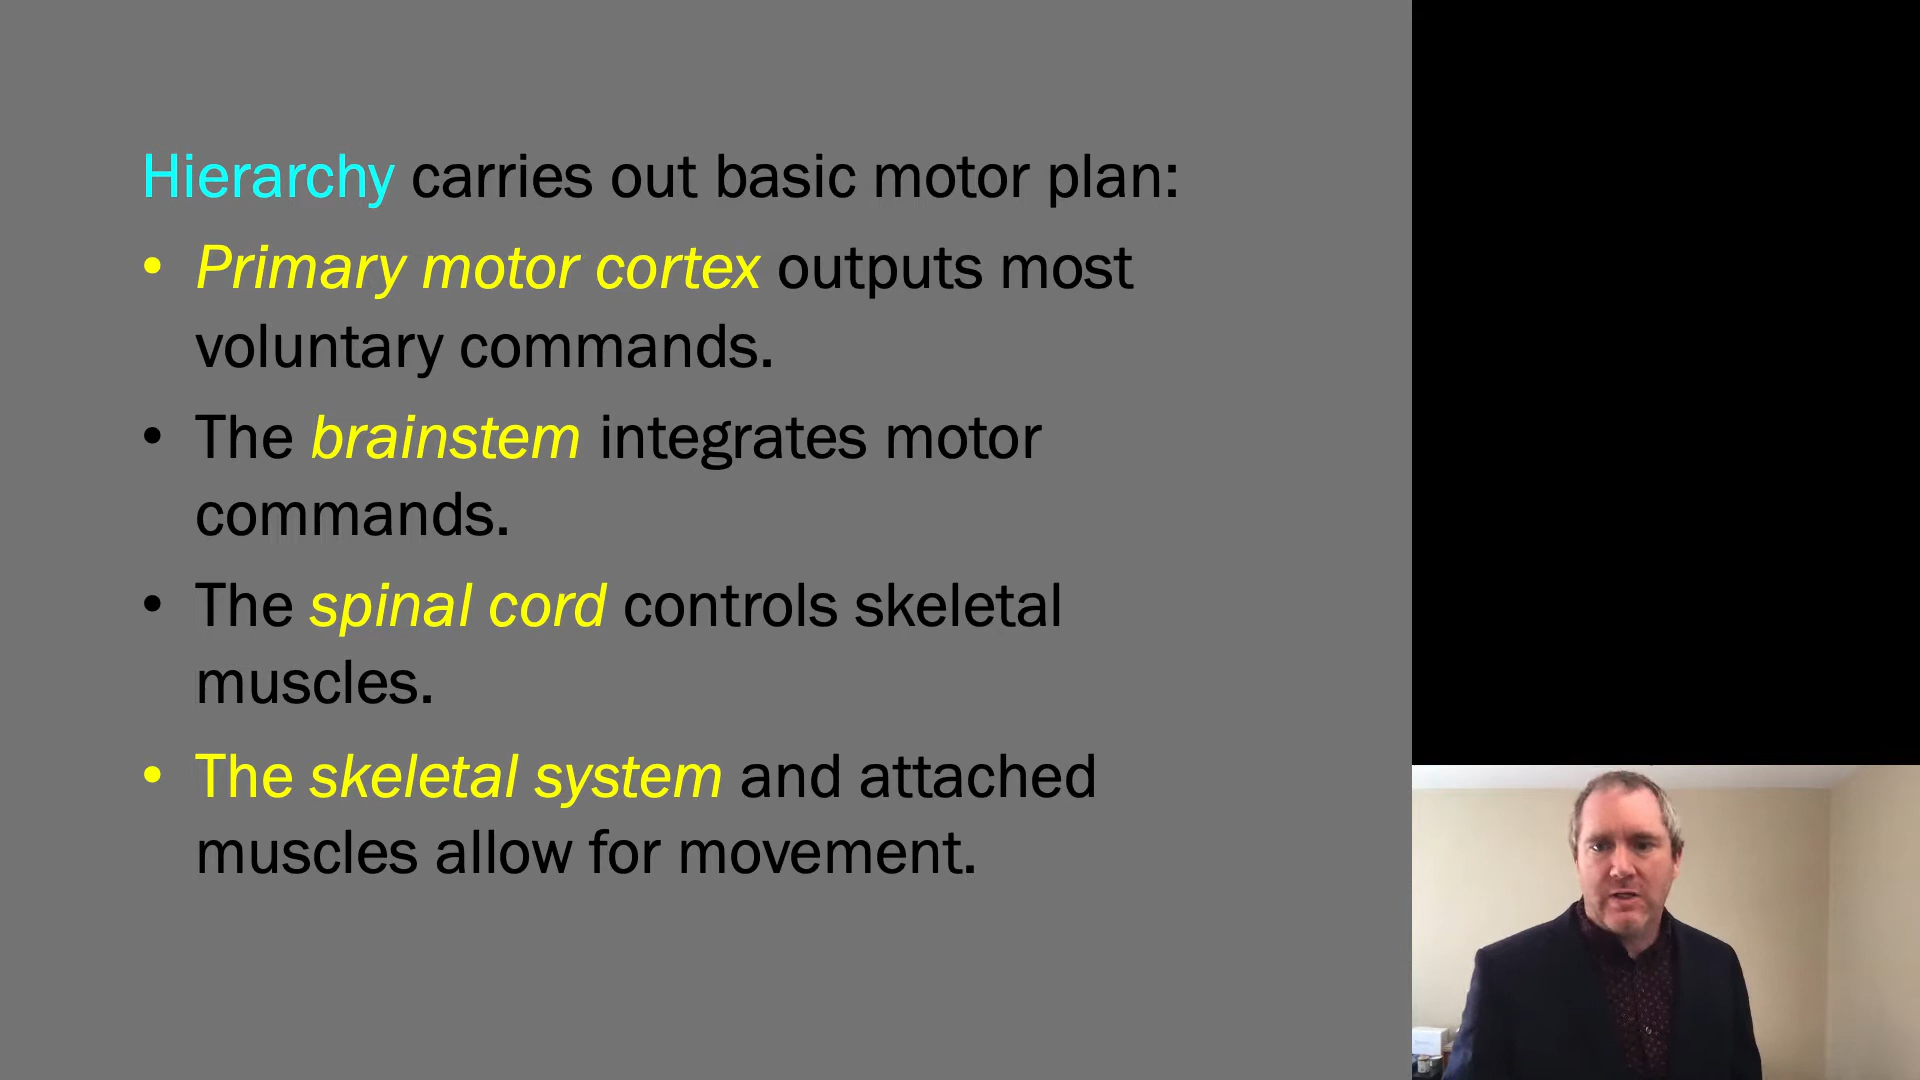 Hierarchy carries out basic motor plan:
• Primary motor cortex outputs most
voluntary commands.
• The brainstem integrates motor
commands.
• The spinal cord controls skeletal
muscles.
• The skeletal system and attached
muscles allow for movement.